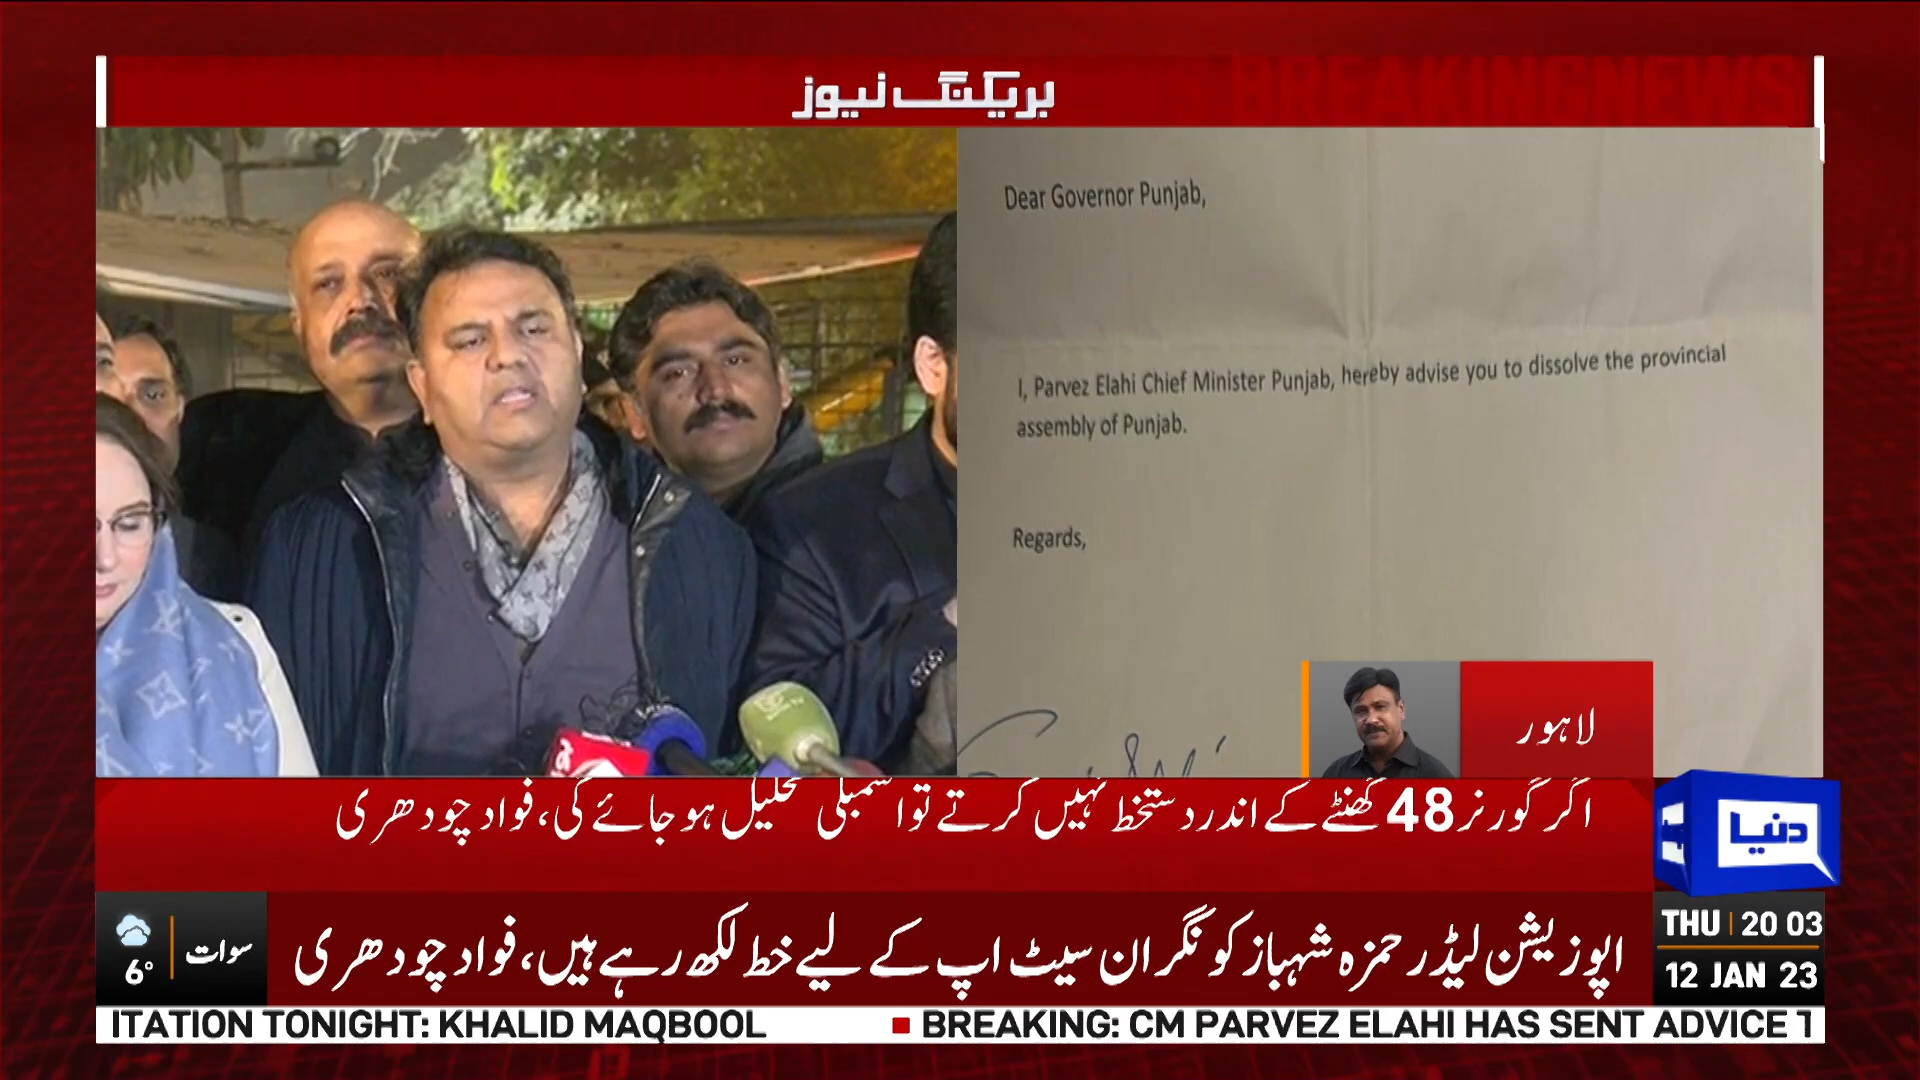 BREAKINGNEWS
بریکنگ نیوز
Dear Governor Punjab,
I, Parvez Elahi Chief Minister Punjab, hereby advise you to dissolve the provincial
assembly of Punjab.
Regards,
لاہور
اگر گورنر 48 گھنٹے کے اندر دستخط نہیں کرتے تو اسمبلی تحلیل ہو جائے گی، فواد چودھری
دنیا
اپوزیشن لیڈر حمزہ شہباز کو نگران سیٹ اپ کے لیے خط لکھ رہے ہیں، فواد چودھری
سوات
6°
THU 20 03
12 JAN 23
ITATION TONIGHT: KHALID MAQBOOL
BREAKING: CM PARVEZ ELAHI HAS SENT ADVICE T